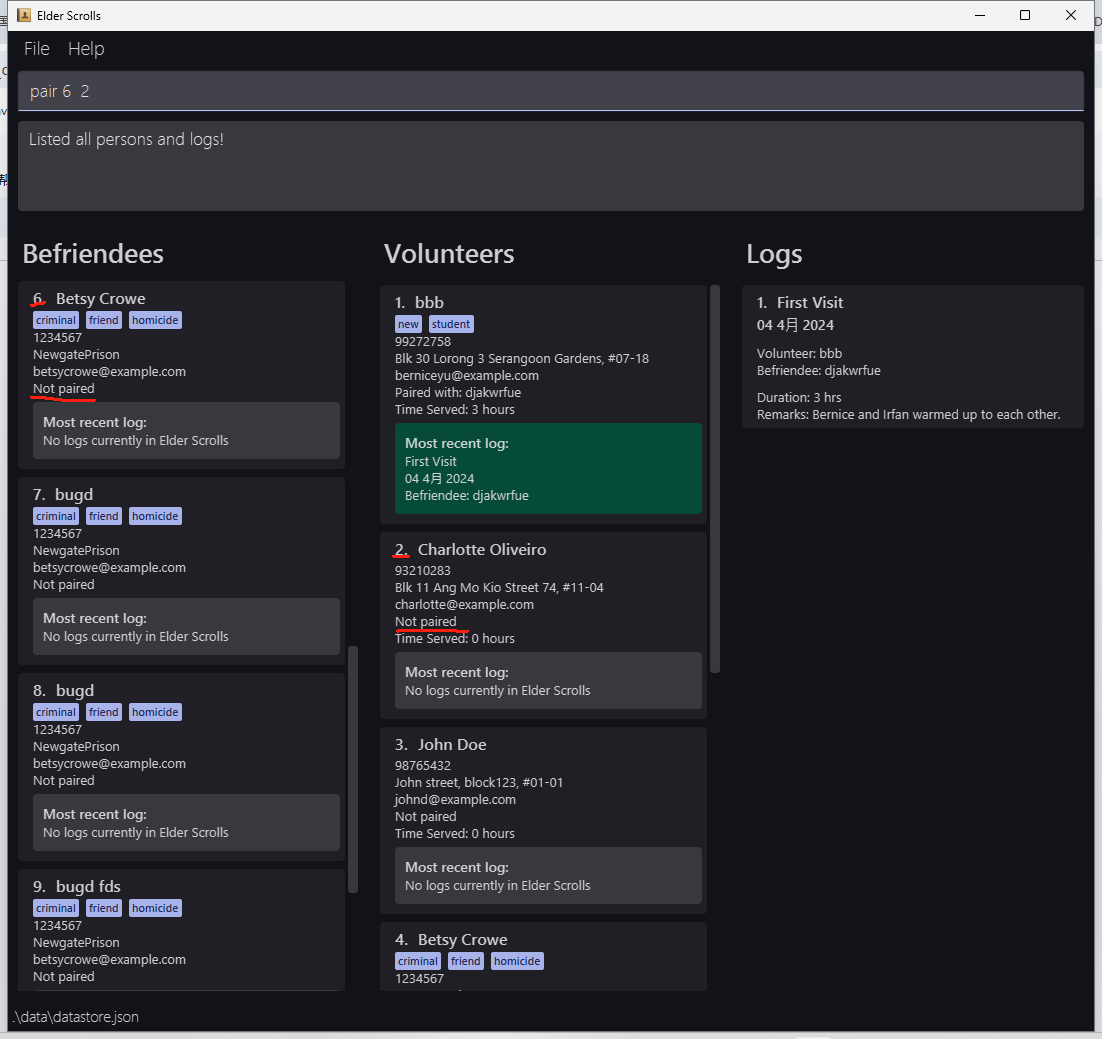 Elder Scrolls
File Help
pair 6  2
Listed all persons and logs!
Befriendees
6. Betsy Crowe
criminal friend homicide
1234567
NewgatePrison
betsycrowe@example.com
Not paired
Most recent log:
No logs currently in Elder Scrolls
7. bugd
criminal friend homicide
1234567
NewgatePrison
betsycrowe@example.com
Not paired
Most recent log:
No logs currently in Elder Scrolls
8. bugd
criminal friend homicide
1234567
NewgatePrison
betsycrowe@example.com
Not paired
Most recent log:
No logs currently in Elder Scrolls
9. bugd fds
criminal friend homicide
1234567
NewgatePrison
betsycrowe@example.com
Not paired
Volunteers
1. bbb
new student
99272758
Blk 30 Lorong 3 Serangoon Gardens, #07-18
berniceyu@example.com
Paired with: djakwrfue
Time Served: 3 hours
Most recent log:
First Visit
04 4月 2024
Befriendee: djakwrfue
2. Charlotte Oliveiro
93210283
Blk 11 Ang Mo Kio Street 74, #11-04
charlotte@example.com
Not paired
Time Served: 0 hours
Most recent log:
No logs currently in Elder Scrolls
3. John Doe
98765432
John street, block123, #01-01
johnd@example.com
Not paired
Time Served: 0 hours
Most recent log:
No logs currently in Elder Scrolls
4. Betsy Crowe
criminal friend homicide
1234567
Logs
1. First Visit
04 4月 2024
Volunteer: bbb
Befriendee: djakwrfue
Duration: 3 hrs
Remarks: Bernice and Irfan warmed up to each other.
.\data\datastore.json